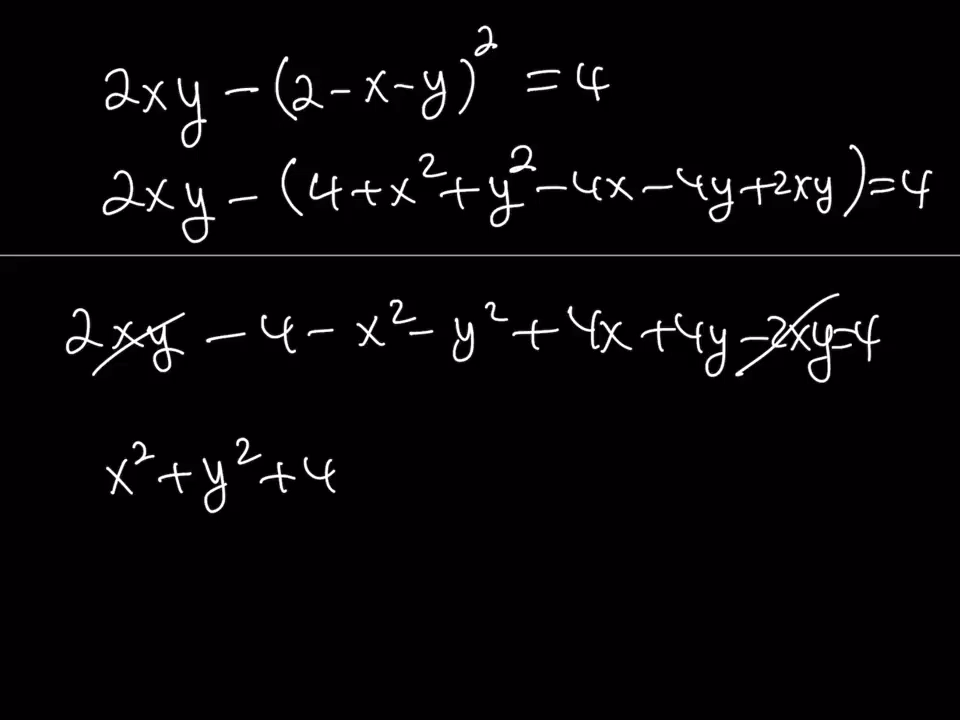 2xy - (2 - x - y)² = 4
2xy - (4 + x² + y² - 4x - 4y + 2xy) = 4
2xy - 4 - x² - y² + 4x + 4y - 2xy = 4
x² + y² + 4